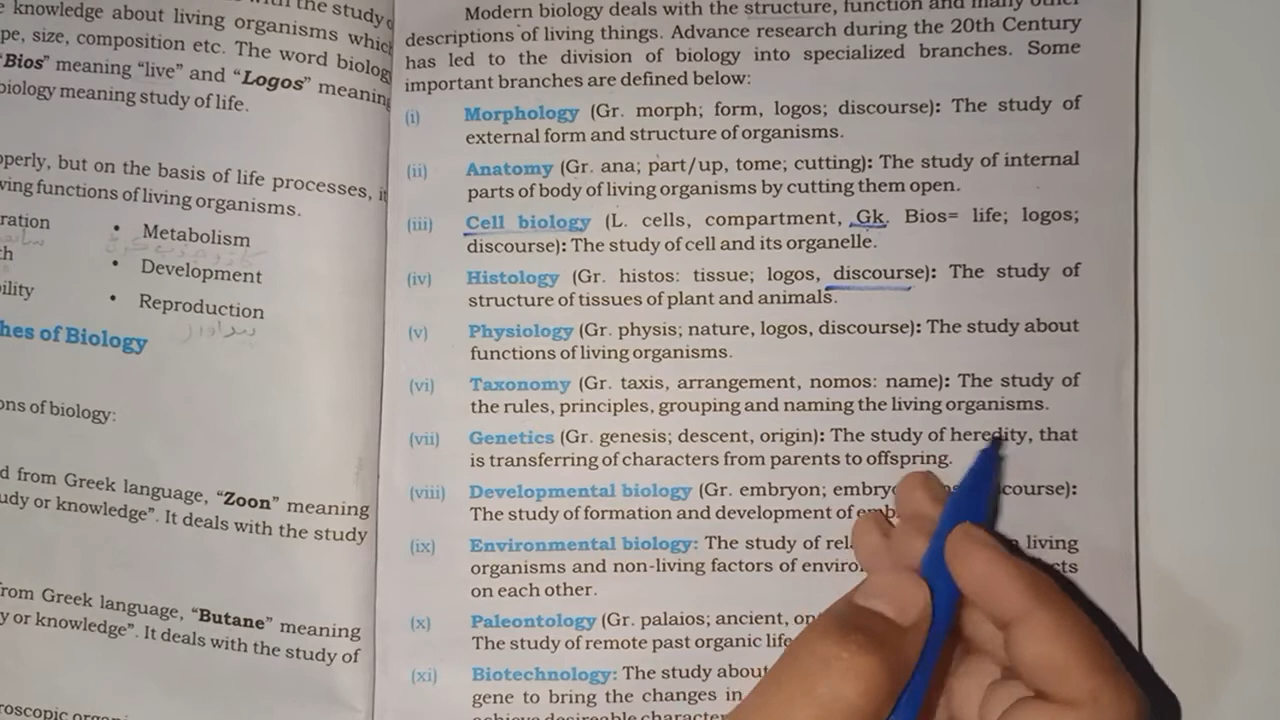 the study
knowledge about living organisms which
pe, size, composition etc. The word biolog
"Bios" meaning "live" and "Logos" meaning
biology meaning study of life.
operly, but on the basis of life processes, it
ving functions of living organisms.
ration
• Metabolism
th
• Development
ility
• Reproduction
hes of Biology
ons of biology:
d from Greek language, "Zoon" meaning
udy or knowledge". It deals with the study
rom Greek language, "Butane" meaning
y or knowledge". It deals with the study of
Modern biology deals with the structure, function and many other
descriptions of living things. Advance research during the 20th Century
has led to the division of biology into specialized branches. Some
important branches are defined below:
(i) Morphology (Gr. morph; form, logos; discourse): The study of
external form and structure of organisms.
(ii) Anatomy (Gr. ana; part/up, tome; cutting): The study of internal
parts of body of living organisms by cutting them open.
(iii) Cell biology (L. cells, compartment, Gk. Bios= life; logos;
discourse): The study of cell and its organelle.
(iv) Histology (Gr. histos: tissue; logos, discourse): The study of
structure of tissues of plant and animals.
(v) Physiology (Gr. physis; nature, logos, discourse): The study about
functions of living organisms.
(vi) Taxonomy (Gr. taxis, arrangement, nomos: name): The study of
the rules, principles, grouping and naming the living organisms.
(vii) Genetics (Gr. genesis; descent, origin): The study of heredity, that
is transferring of characters from parents to offspring.
(viii) Developmental biology (Gr. embryon; embryo course):
The study of formation and development of emb
(ix) Environmental biology: The study of rel living
organisms and non-living factors of enviro cts
on each other.
(x) Paleontology (Gr. palaios; ancient, on
The study of remote past organic life
(xi) Biotechnology: The study about
gene to bring the changes in
achieve desireable character